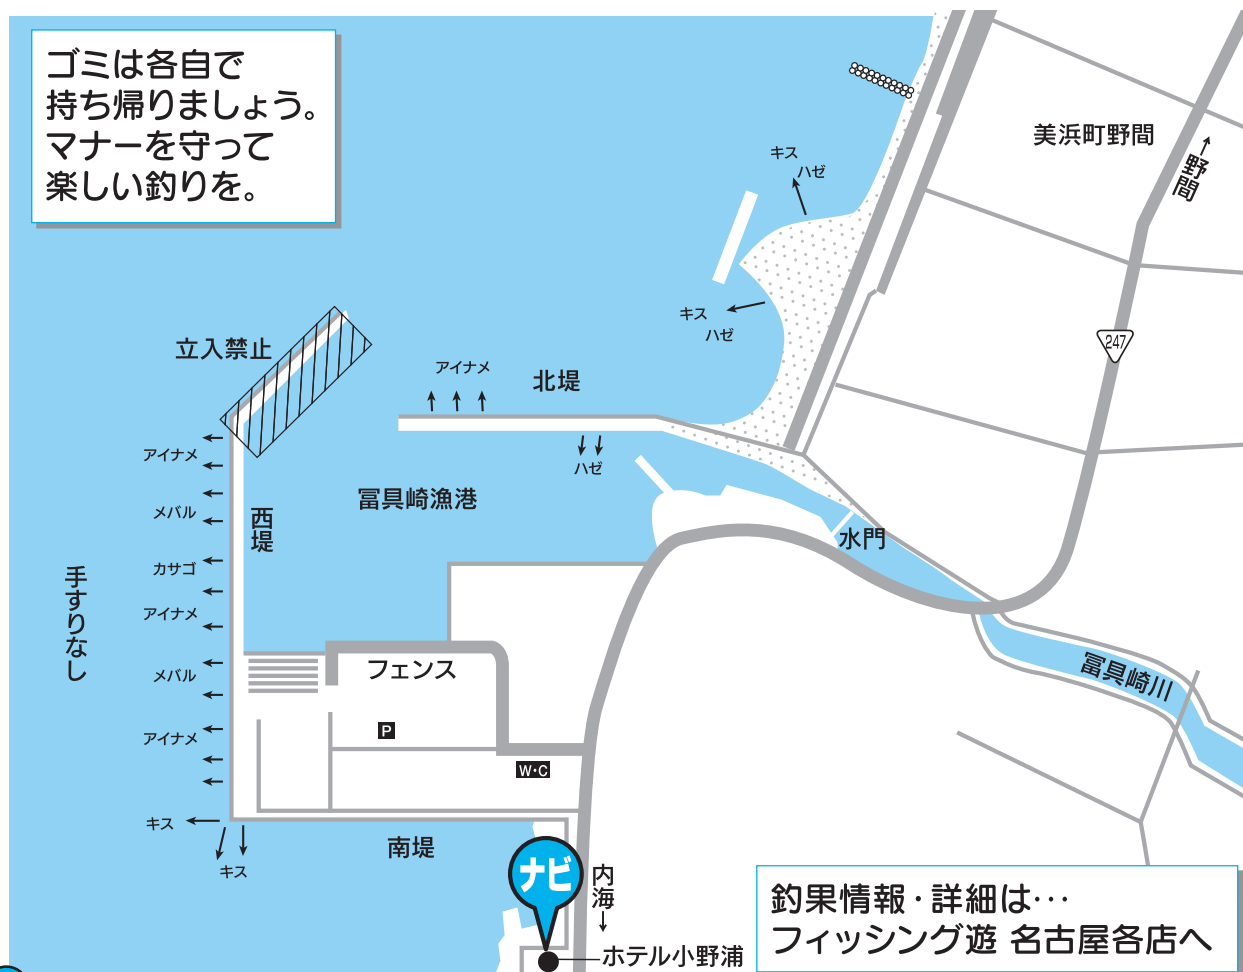 ゴミは各自で
持ち帰りましょう。
マナーを守って
楽しい釣りを。
美浜町野間
野間
キス
ハゼ
キス
ハゼ
247
立入禁止
アイナメ
北堤
ハゼ
アイナメ
メバル
カサゴ
アイナメ
メバル
アイナメ
キス
キス
手すりなし
西堤
冨具崎漁港
水門
冨具崎川
フェンス
P
W・C
南堤
ナビ
内海
ホテル小野浦
釣果情報・詳細は…
フィッシング遊 名古屋各店へ